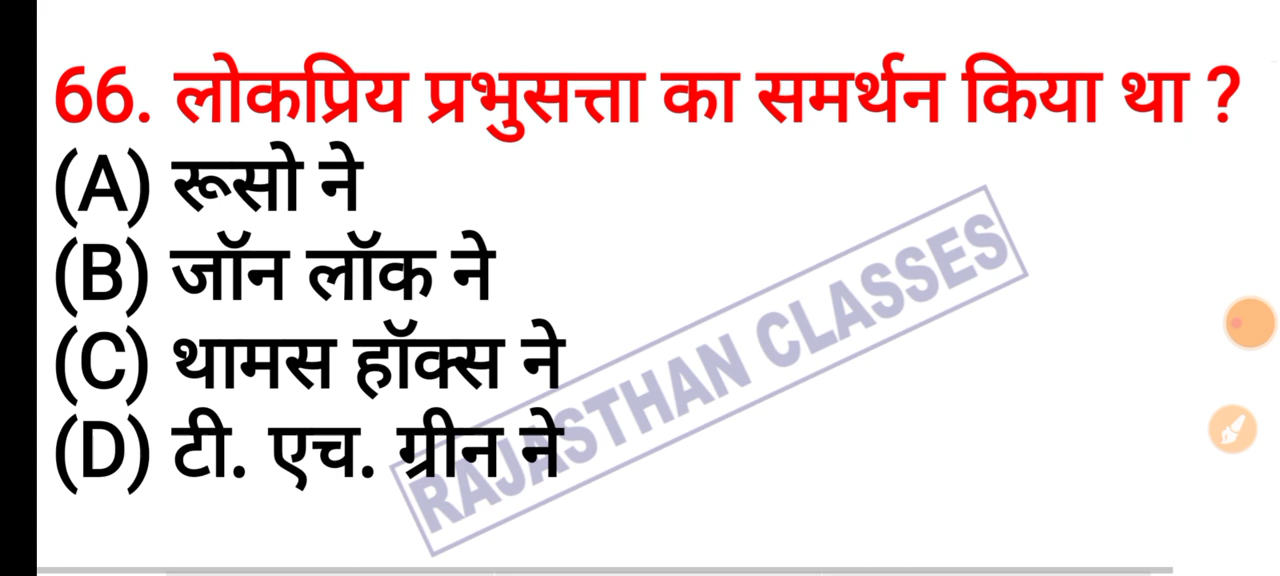 66. लोकप्रिय प्रभुसत्ता का समर्थन किया था ?
(A) रूसो ने
(B) जॉन लॉक ने
(C) थामस हॉक्स ने
(D) टी. एच. ग्रीन ने
RAJASTHAN CLASSES